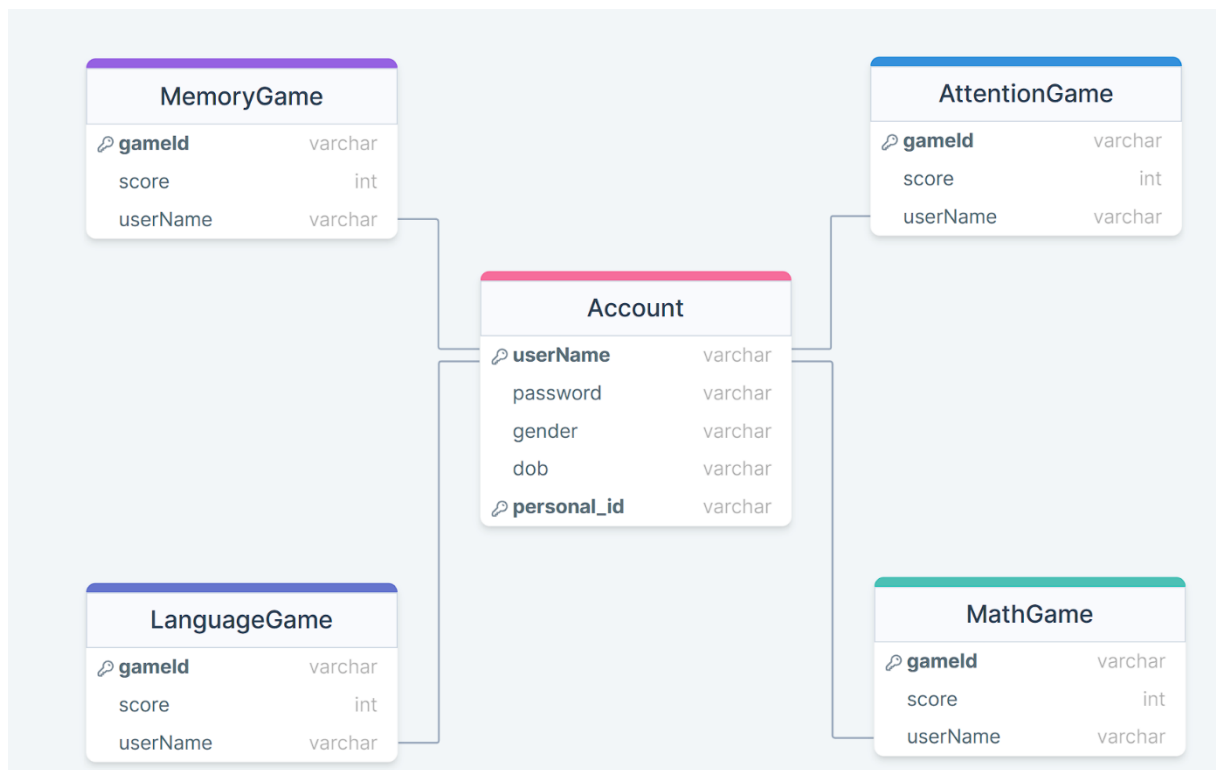 MemoryGame
gameId varchar
score int
userName varchar
AttentionGame
gameId varchar
score int
userName varchar
Account
userName varchar
password varchar
gender varchar
dob varchar
personal_id varchar
LanguageGame
gameId varchar
score int
userName varchar
MathGame
gameId varchar
score int
userName varchar